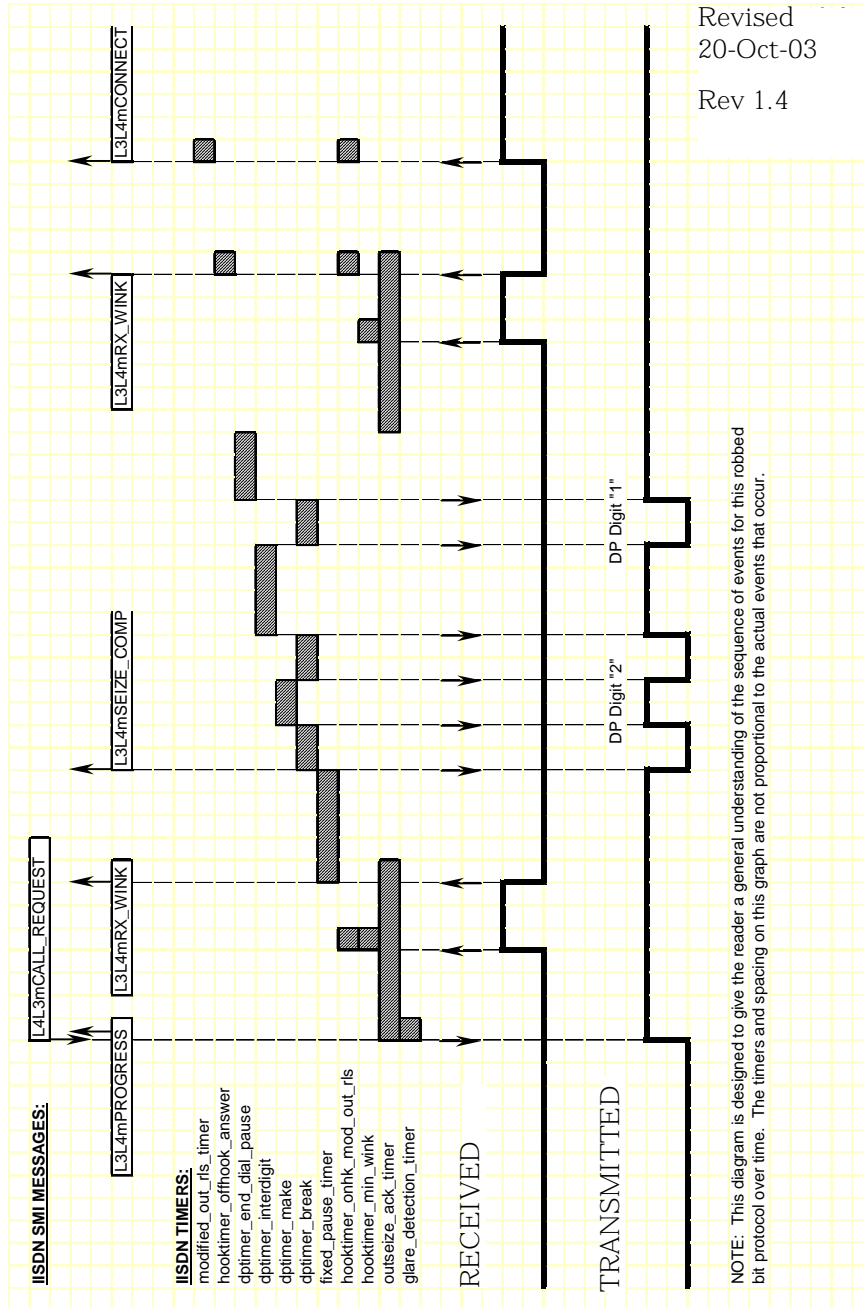 Revised
20-Oct-03
Rev 1.4
IISDN SMI MESSAGES:
L4L3mCALL_REQUEST
L3L4mPROGRESS
L3L4mRX_WINK
L3L4mSEIZE_COMP
L3L4mRX_WINK
L3L4mCONNECT
IISDN TIMERS:
modified_out_rls_timer
hooktimer_offhook_answer
dptimer_end_dial_pause
dptimer_interdigit
dptimer_make
dptimer_break
fixed_pause_timer
hooktimer_onhk_mod_out_rls
hooktimer_min_wink
outseize_ack_timer
glare_detection_timer
RECEIVED
TRANSMITTED
DP Digit "2"
DP Digit "1"
NOTE: This diagram is designed to give the reader a general understanding of the sequence of events for this robbed
bit protocol over time. The timers and spacing on this graph are not proportional to the actual events that occur.